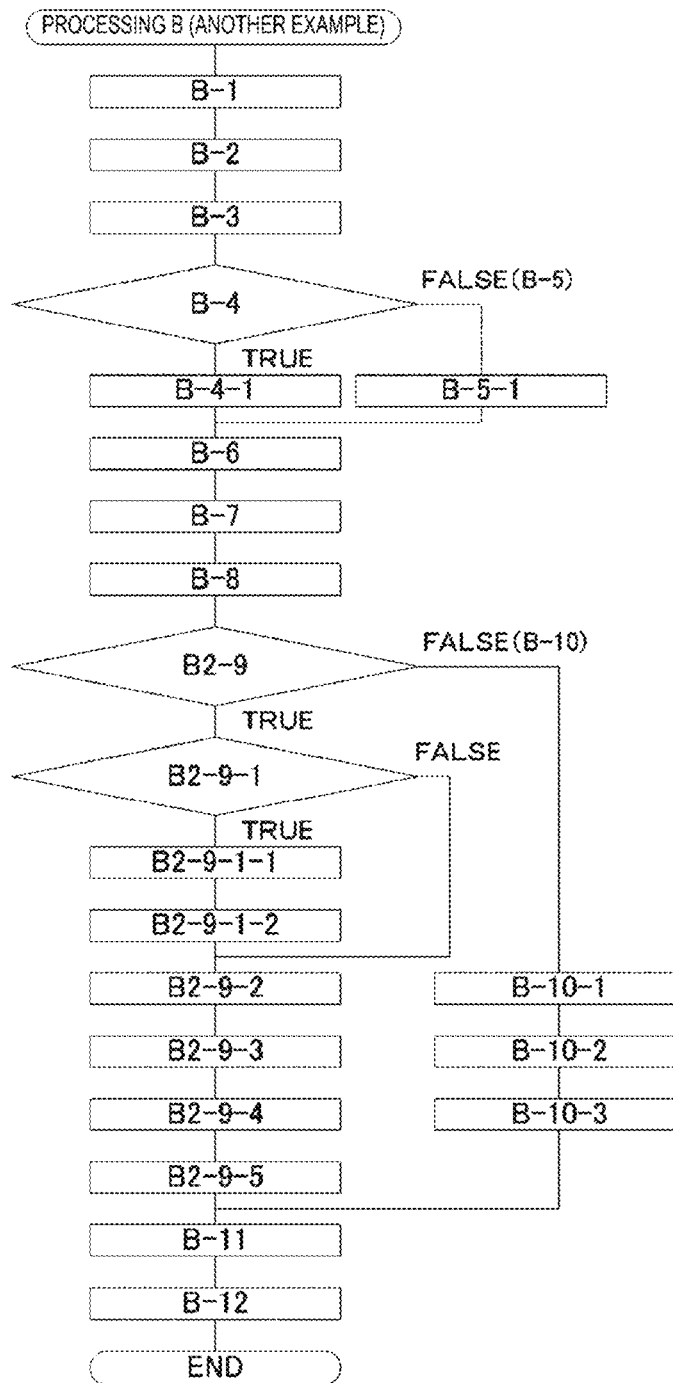 PROCESSING B (ANOTHER EXAMPLE)
B-1
B-2
B-3
B-4
FALSE(B-5)
TRUE
B-4-1
B-5-1
B-6
B-7
B-8
B2-9
FALSE(B-10)
TRUE
B2-9-1
FALSE
TRUE
B2-9-1-1
B2-9-1-2
B2-9-2
B-10-1
B2-9-3
B-10-2
B2-9-4
B-10-3
B2-9-5
B-11
B-12
END